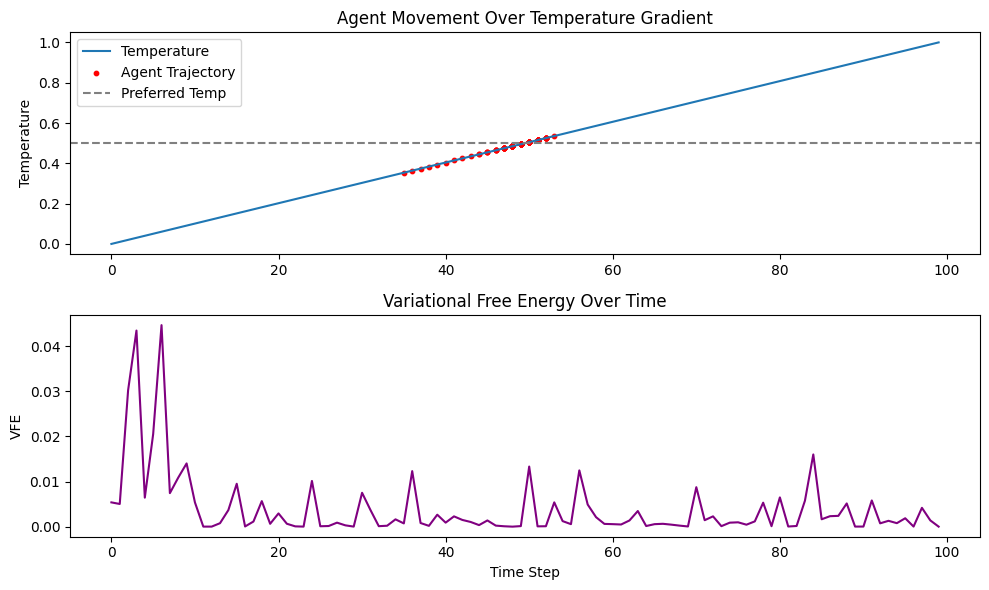 Agent Movement Over Temperature Gradient
Temperature
1.0
0.8
0.6
0.4
0.2
0.0
Temperature
Agent Trajectory
Preferred Temp
0 20 40 60 80 100
Variational Free Energy Over Time
VFE
0.04
0.03
0.02
0.01
0.00
0 20 40 60 80 100
Time Step